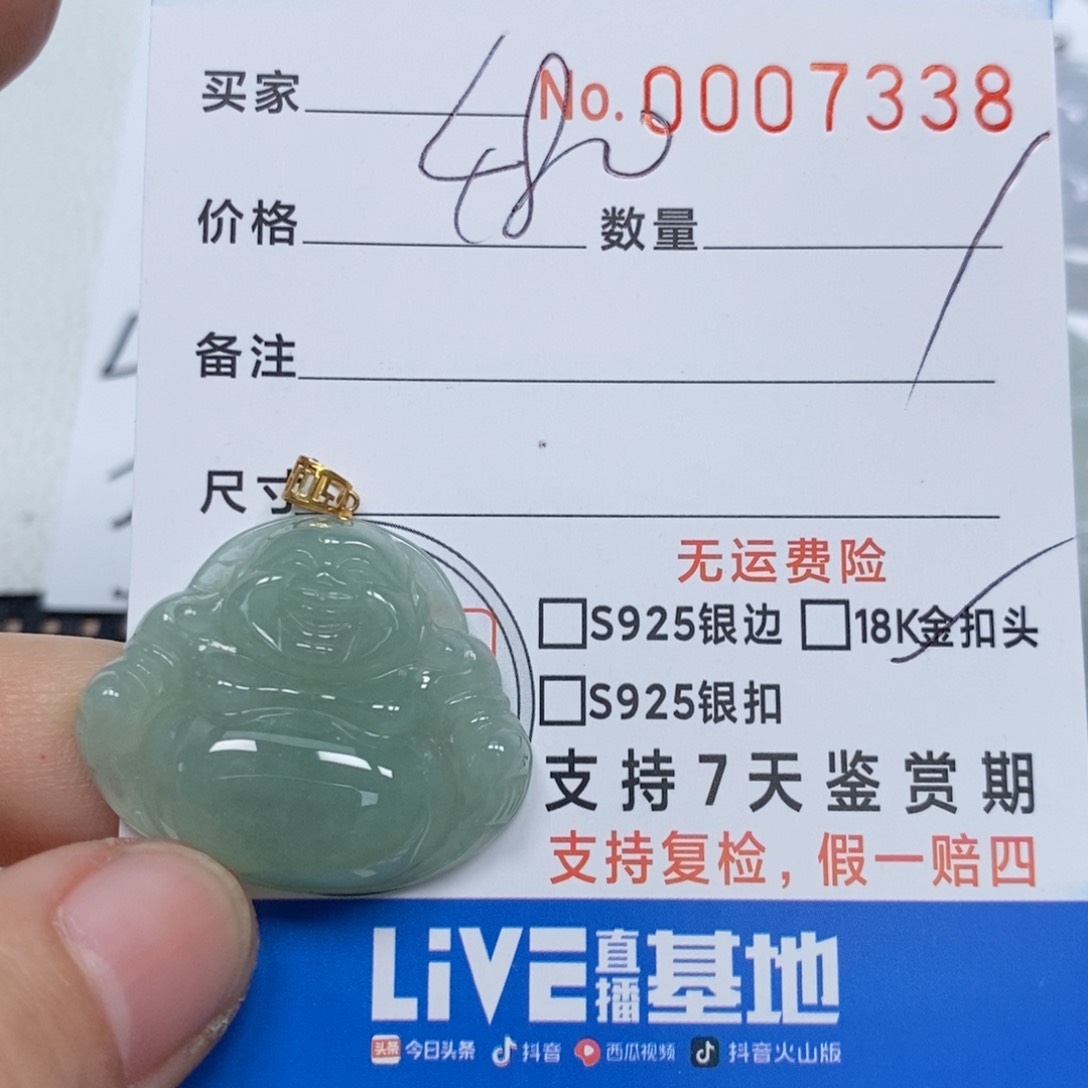 买家 No. 0007338
价格 数量
备注
尺寸
无运费险
S925银边 18K金扣头
S925银扣
支持7天鉴赏期
支持复检，假一赔四
LiVE直播基地
头条 今日头条 抖音 西瓜视频 抖音火山版